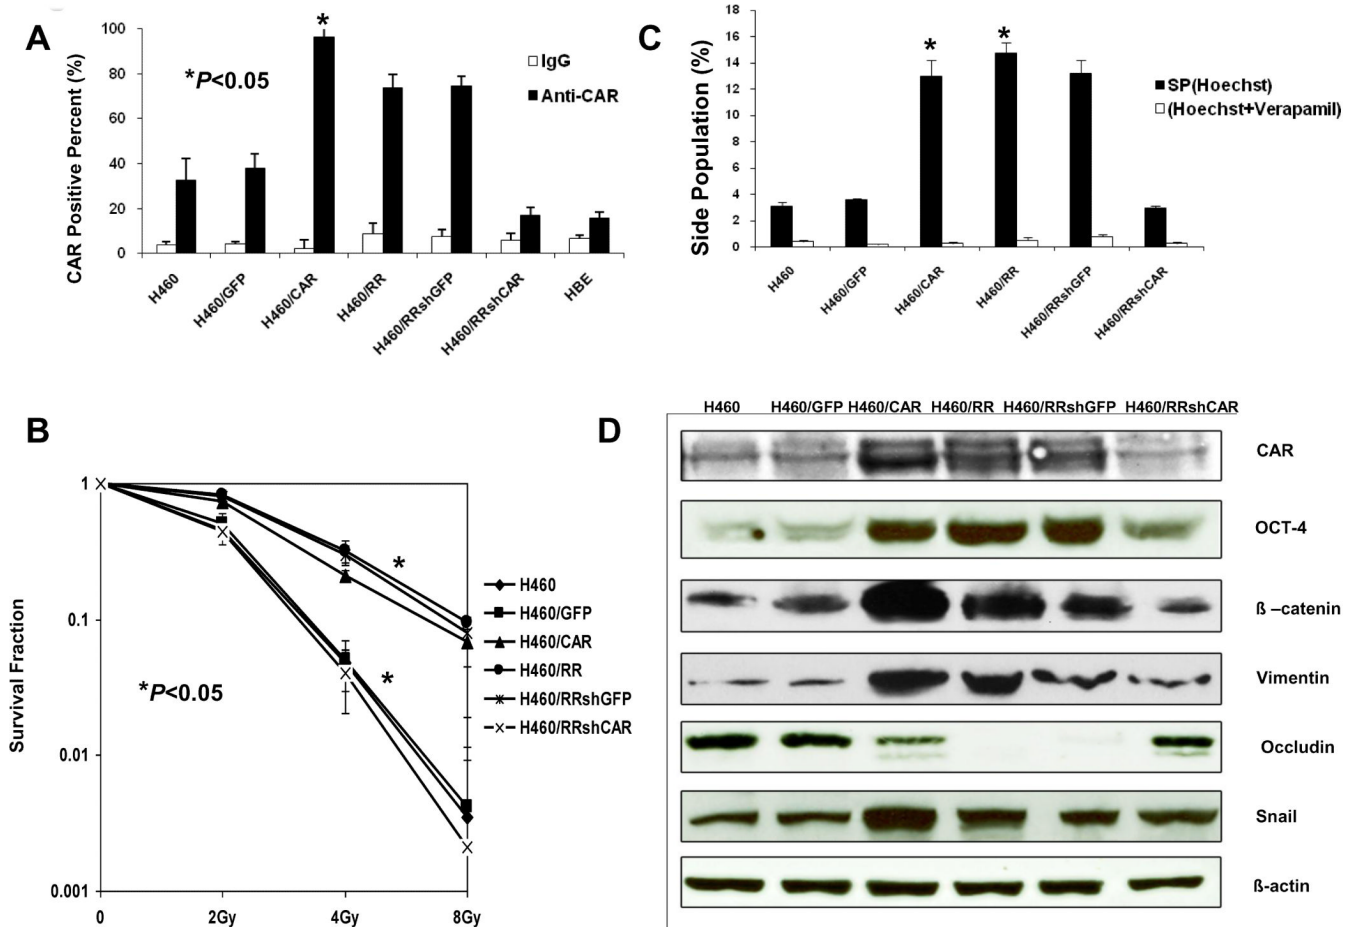 A
CAR Positive Percent (%)
100
80
60
40
20
0
*
*P<0.05
IgG
Anti-CAR
H460
H460/GFP
H460/CAR
H460/RR
H460/RRshGFP
H460/RRshCAR
HBE
C
Side Population (%)
18
16
14
12
10
8
6
4
2
0
*
*
SP(Hoechst)
(Hoechst+Verapamil)
H460
H460/GFP
H460/CAR
H460/RR
H460/RRshGFP
H460/RRshCAR
B
Survival Fraction
1
0.1
0.01
0.001
0
2Gy
4Gy
8Gy
*
*
*P<0.05
H460
H460/GFP
H460/CAR
H460/RR
H460/RRshGFP
H460/RRshCAR
D
H460 H460/GFP H460/CAR H460/RR H460/RRshGFP H460/RRshCAR
CAR
OCT-4
ß –catenin
Vimentin
Occludin
Snail
ß-actin